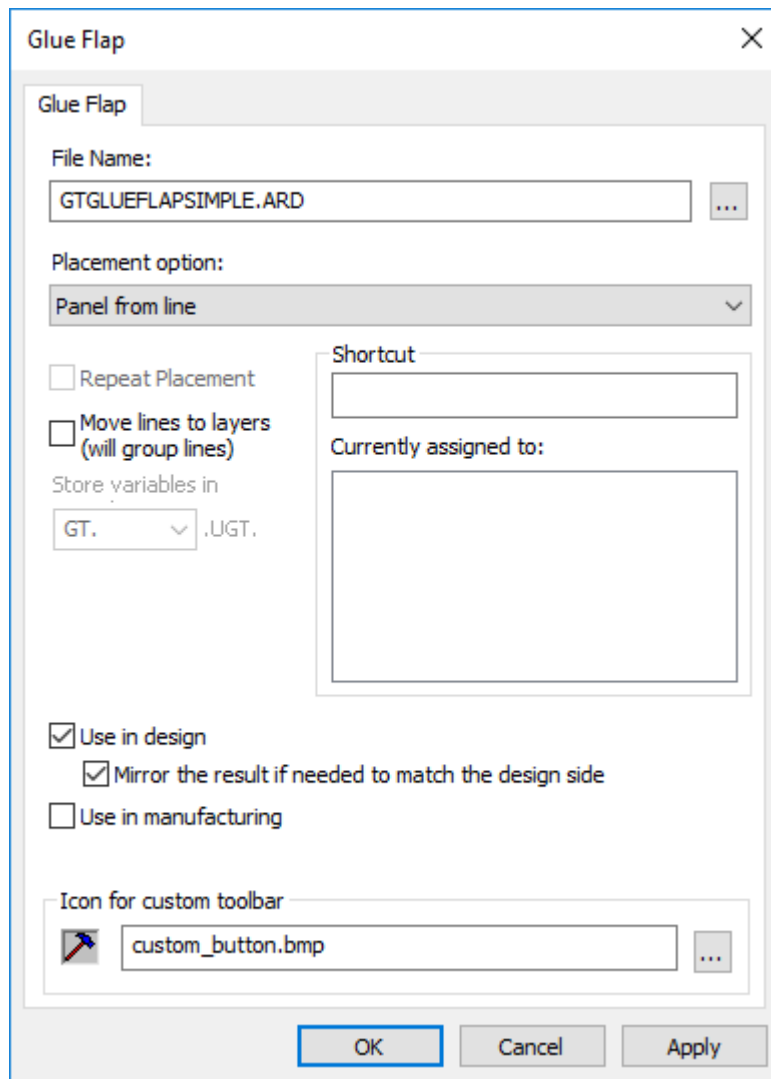 Glue Flap
Glue Flap
File Name:
GTGLUEFLAPSIMPLE.ARD
...
Placement option:
Panel from line
Repeat Placement
Move lines to layers
(will group lines)
Store variables in
GT.
.UGT.
Shortcut
Currently assigned to:
Use in design
Mirror the result if needed to match the design side
Use in manufacturing
Icon for custom toolbar
custom_button.bmp
...
OK
Cancel
Apply